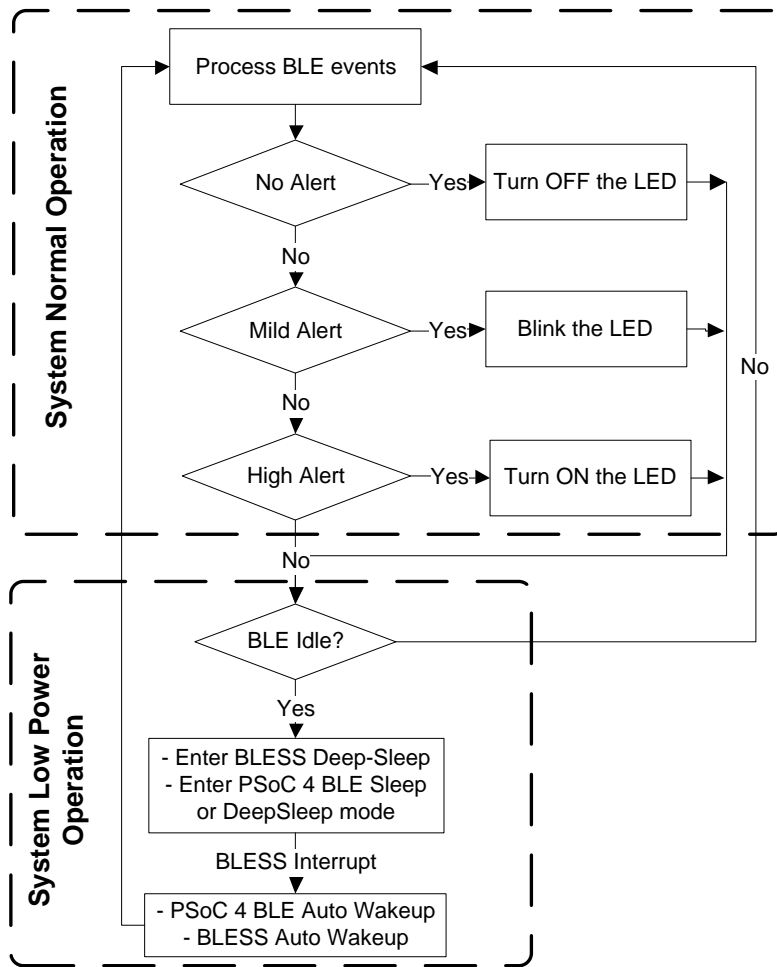 System Normal Operation
Process BLE events
No Alert
Yes
Turn OFF the LED
No
Mild Alert
Yes
Blink the LED
No
No
High Alert
Yes
Turn ON the LED
No
System Low Power
Operation
BLE Idle?
Yes
- Enter BLESS Deep-Sleep
- Enter PSoC 4 BLE Sleep
or DeepSleep mode
BLESS Interrupt
- PSoC 4 BLE Auto Wakeup
- BLESS Auto Wakeup